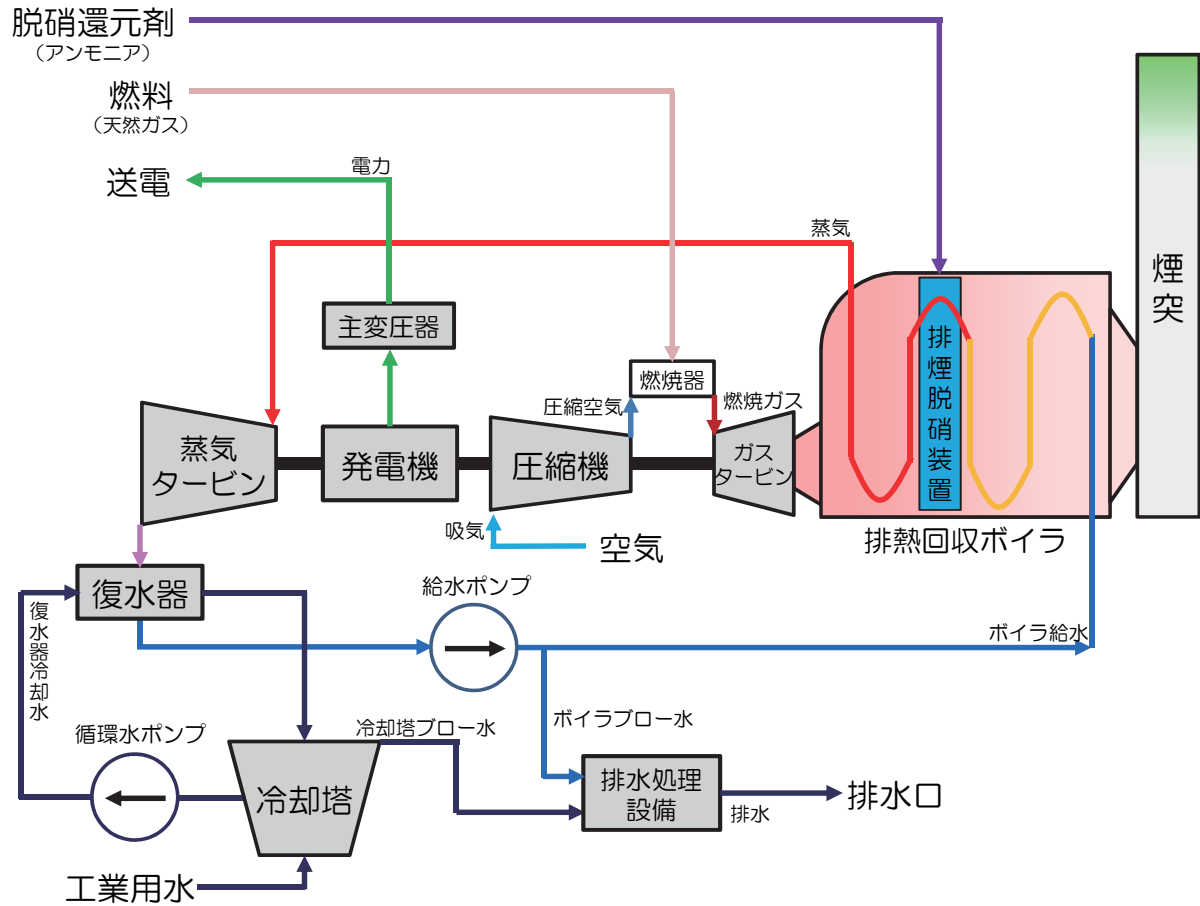 脱硝還元剤
（アンモニア）
燃料
（天然ガス）
送電
電力
蒸気
煙突
主変圧器
燃焼器
排煙脱硝装置
圧縮空気
燃焼ガス
蒸気
タービン
発電機
圧縮機
ガス
タービン
吸気
空気
排熱回収ボイラ
復水器
給水ポンプ
復水器冷却水
ボイラ給水
循環水ポンプ
冷却塔ブロー水
ボイラブロー水
冷却塔
排水処理
設備
排水
排水口
工業用水